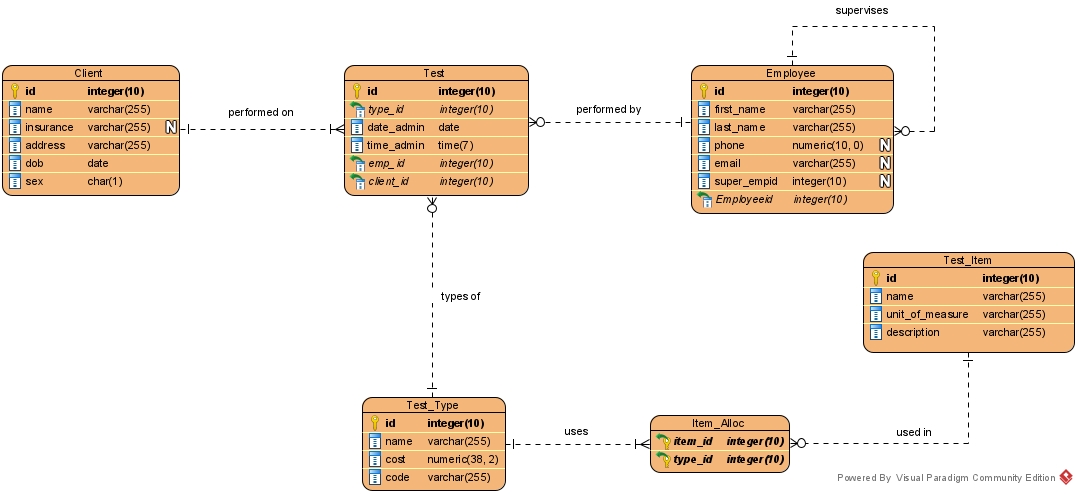 supervises
Client
id integer(10)
name varchar(255)
insurance varchar(255) N
address varchar(255)
dob date
sex char(1)
performed on
Test
id integer(10)
type_id integer(10)
date_admin date
time_admin time(7)
emp_id integer(10)
client_id integer(10)
performed by
Employee
id integer(10)
first_name varchar(255)
last_name varchar(255)
phone numeric(10, 0) N
email varchar(255) N
super_empid integer(10) N
Employeeid integer(10)
types of
Test_Item
id integer(10)
name varchar(255)
unit_of_measure varchar(255)
description varchar(255)
Test_Type
id integer(10)
name varchar(255)
cost numeric(38, 2)
code varchar(255)
uses
Item_Alloc
item_id integer(10)
type_id integer(10)
used in
Powered By Visual Paradigm Community Edition